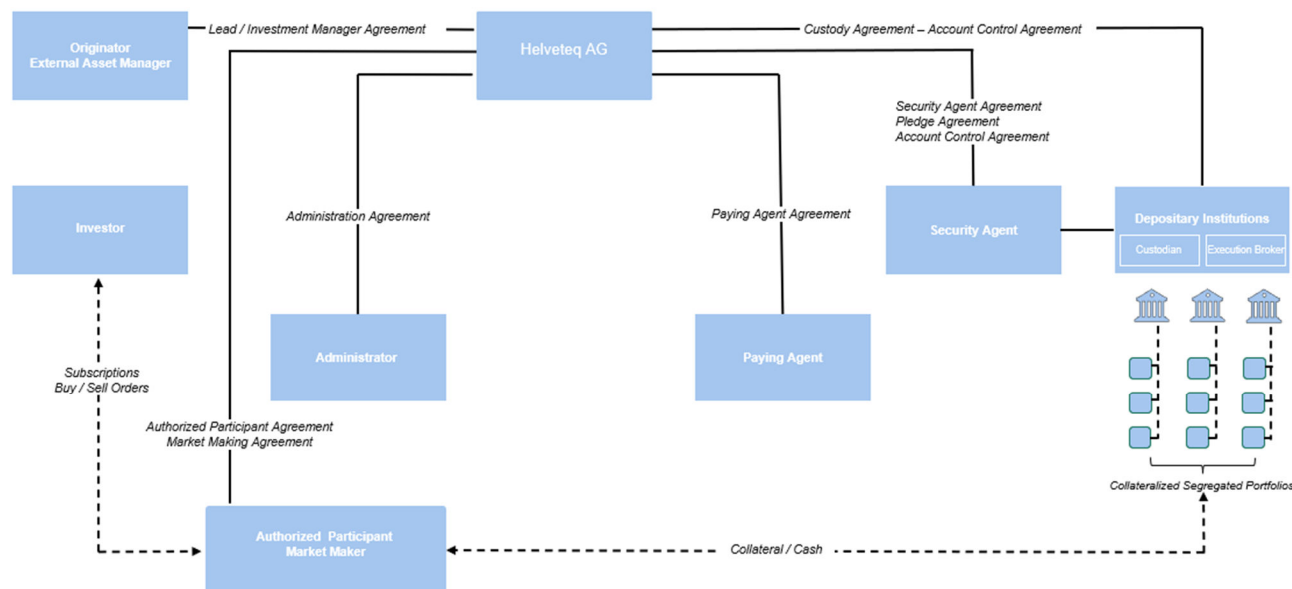 Originator
External Asset Manager
Lead / Investment Manager Agreement
Helveteq AG
Custody Agreement – Account Control Agreement
Security Agent Agreement
Pledge Agreement
Account Control Agreement
Investor
Administration Agreement
Paying Agent Agreement
Security Agent
Depositary Institutions
Custodian
Execution Broker
Administrator
Paying Agent
Subscriptions
Buy / Sell Orders
Authorized Participant Agreement
Market Making Agreement
Collateralized Segregated Portfolios
Authorized Participant
Market Maker
Collateral / Cash